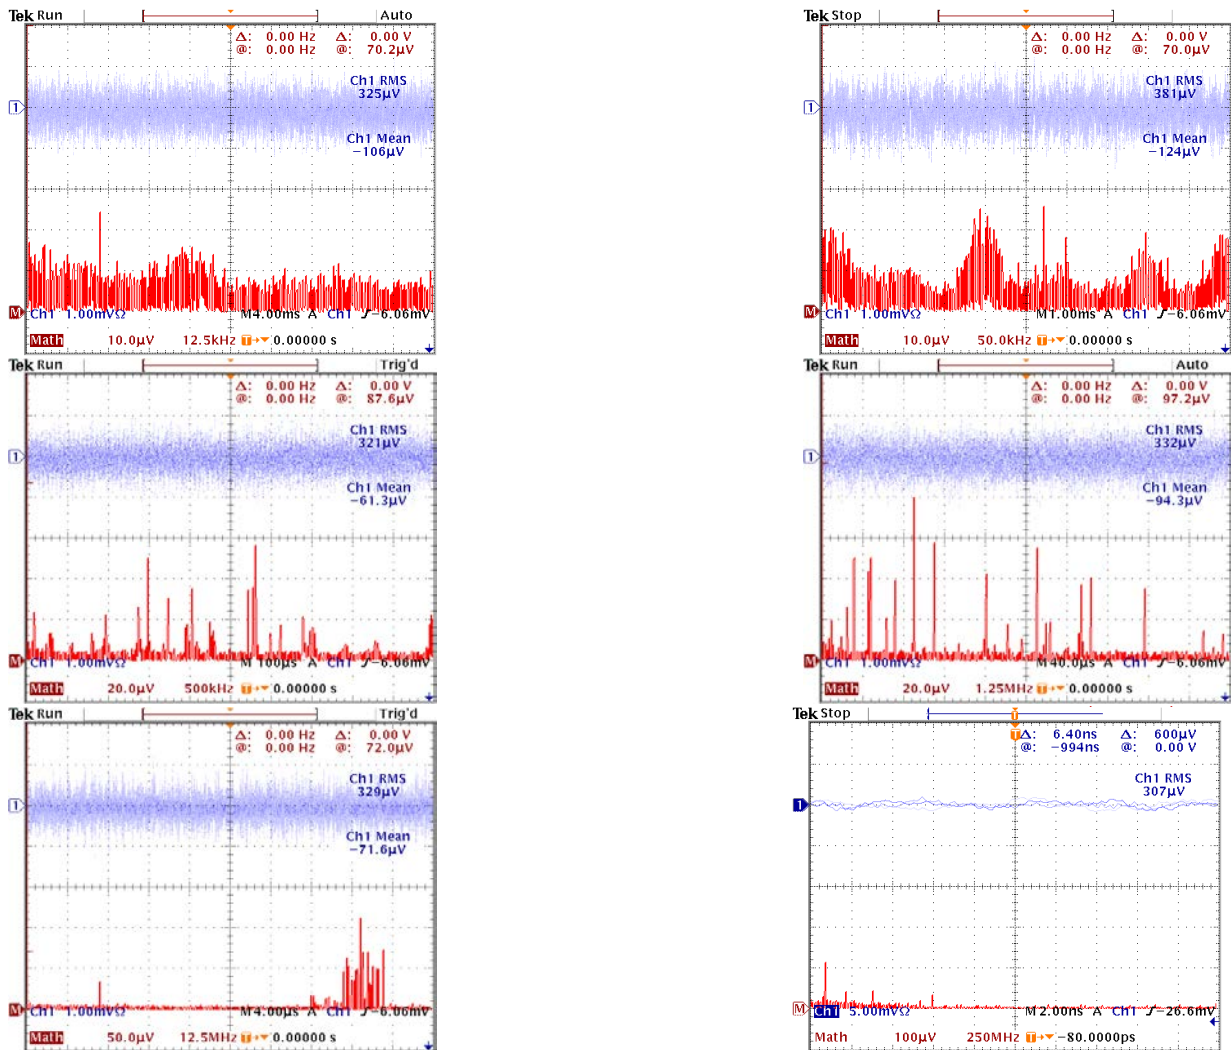 Tek Run Auto
Δ: 0.00 Hz Δ: 0.00 V
@: 0.00 Hz @: 70.2µV
Ch1 RMS
325µV
1
Ch1 Mean
−106µV
M
Ch1 1.00mVΩ M 4.00ms A Ch1 ƒ −6.06mV
Math 10.0µV 12.5kHz T→▼ 0.00000 s
Tek Stop
Δ: 0.00 Hz Δ: 0.00 V
@: 0.00 Hz @: 70.0µV
Ch1 RMS
381µV
1
Ch1 Mean
−124µV
M
Ch1 1.00mVΩ M 1.00ms A Ch1 ƒ −6.06mV
Math 10.0µV 50.0kHz T→▼ 0.00000 s
Tek Run Trig'd
Δ: 0.00 Hz Δ: 0.00 V
@: 0.00 Hz @: 87.6µV
Ch1 RMS
321µV
1
Ch1 Mean
−61.3µV
M
Ch1 1.00mVΩ M 100µs A Ch1 ƒ −6.06mV
Math 20.0µV 500kHz T→▼ 0.00000 s
Tek Run Auto
Δ: 0.00 Hz Δ: 0.00 V
@: 0.00 Hz @: 97.2µV
Ch1 RMS
332µV
1
Ch1 Mean
−94.3µV
M
Ch1 1.00mVΩ M 40.0µs A Ch1 ƒ −6.06mV
Math 20.0µV 1.25MHz T→▼ 0.00000 s
Tek Run Trig'd
Δ: 0.00 Hz Δ: 0.00 V
@: 0.00 Hz @: 72.0µV
Ch1 RMS
329µV
1
Ch1 Mean
−71.6µV
M
Ch1 1.00mVΩ M 4.00µs A Ch1 ƒ −6.06mV
Math 50.0µV 12.5MHz T→▼ 0.00000 s
Tek Stop T
T Δ: 6.40ns Δ: 600µV
@: −994ns @: 0.00 V
Ch1 RMS
307µV
1
M
Ch1 5.00mVΩ M 2.00ns A Ch1 ƒ −26.6mV
Math 100µV 250MHz T→▼ −80.0000ps